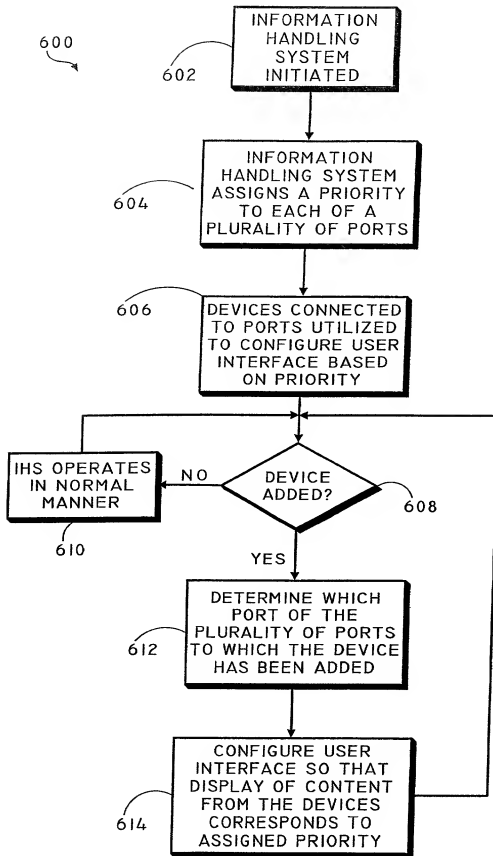 600
INFORMATION
HANDLING
SYSTEM
INITIATED
602
INFORMATION
HANDLING SYSTEM
ASSIGNS A PRIORITY
TO EACH OF A
PLURALITY OF PORTS
604
606
DEVICES CONNECTED
TO PORTS UTILIZED
TO CONFIGURE USER
INTERFACE BASED
ON PRIORITY
DEVICE
ADDED?
608
NO
IHS OPERATES
IN NORMAL
MANNER
610
YES
DETERMINE WHICH
PORT OF THE
PLURALITY OF PORTS
TO WHICH THE DEVICE
HAS BEEN ADDED
612
CONFIGURE USER
INTERFACE SO THAT
DISPLAY OF CONTENT
FROM THE DEVICES
CORRESPONDS TO
ASSIGNED PRIORITY
614